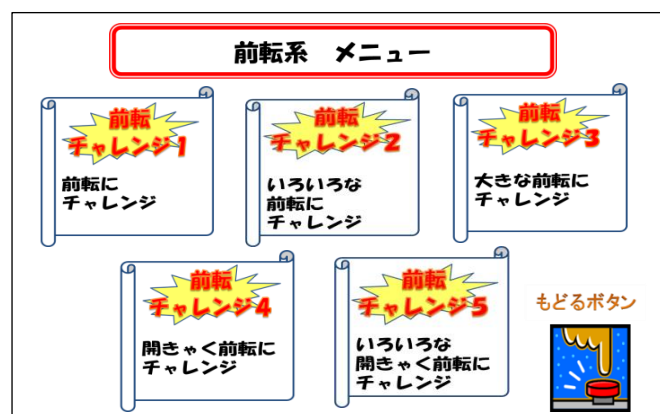 前転系　メニュー
前転
チャレンジ1
前転に
チャレンジ
前転
チャレンジ2
いろいろな
前転に
チャレンジ
前転
チャレンジ3
大きな前転に
チャレンジ
前転
チャレンジ4
開きゃく前転に
チャレンジ
前転
チャレンジ5
いろいろな
開きゃく前転に
チャレンジ
もどるボタン